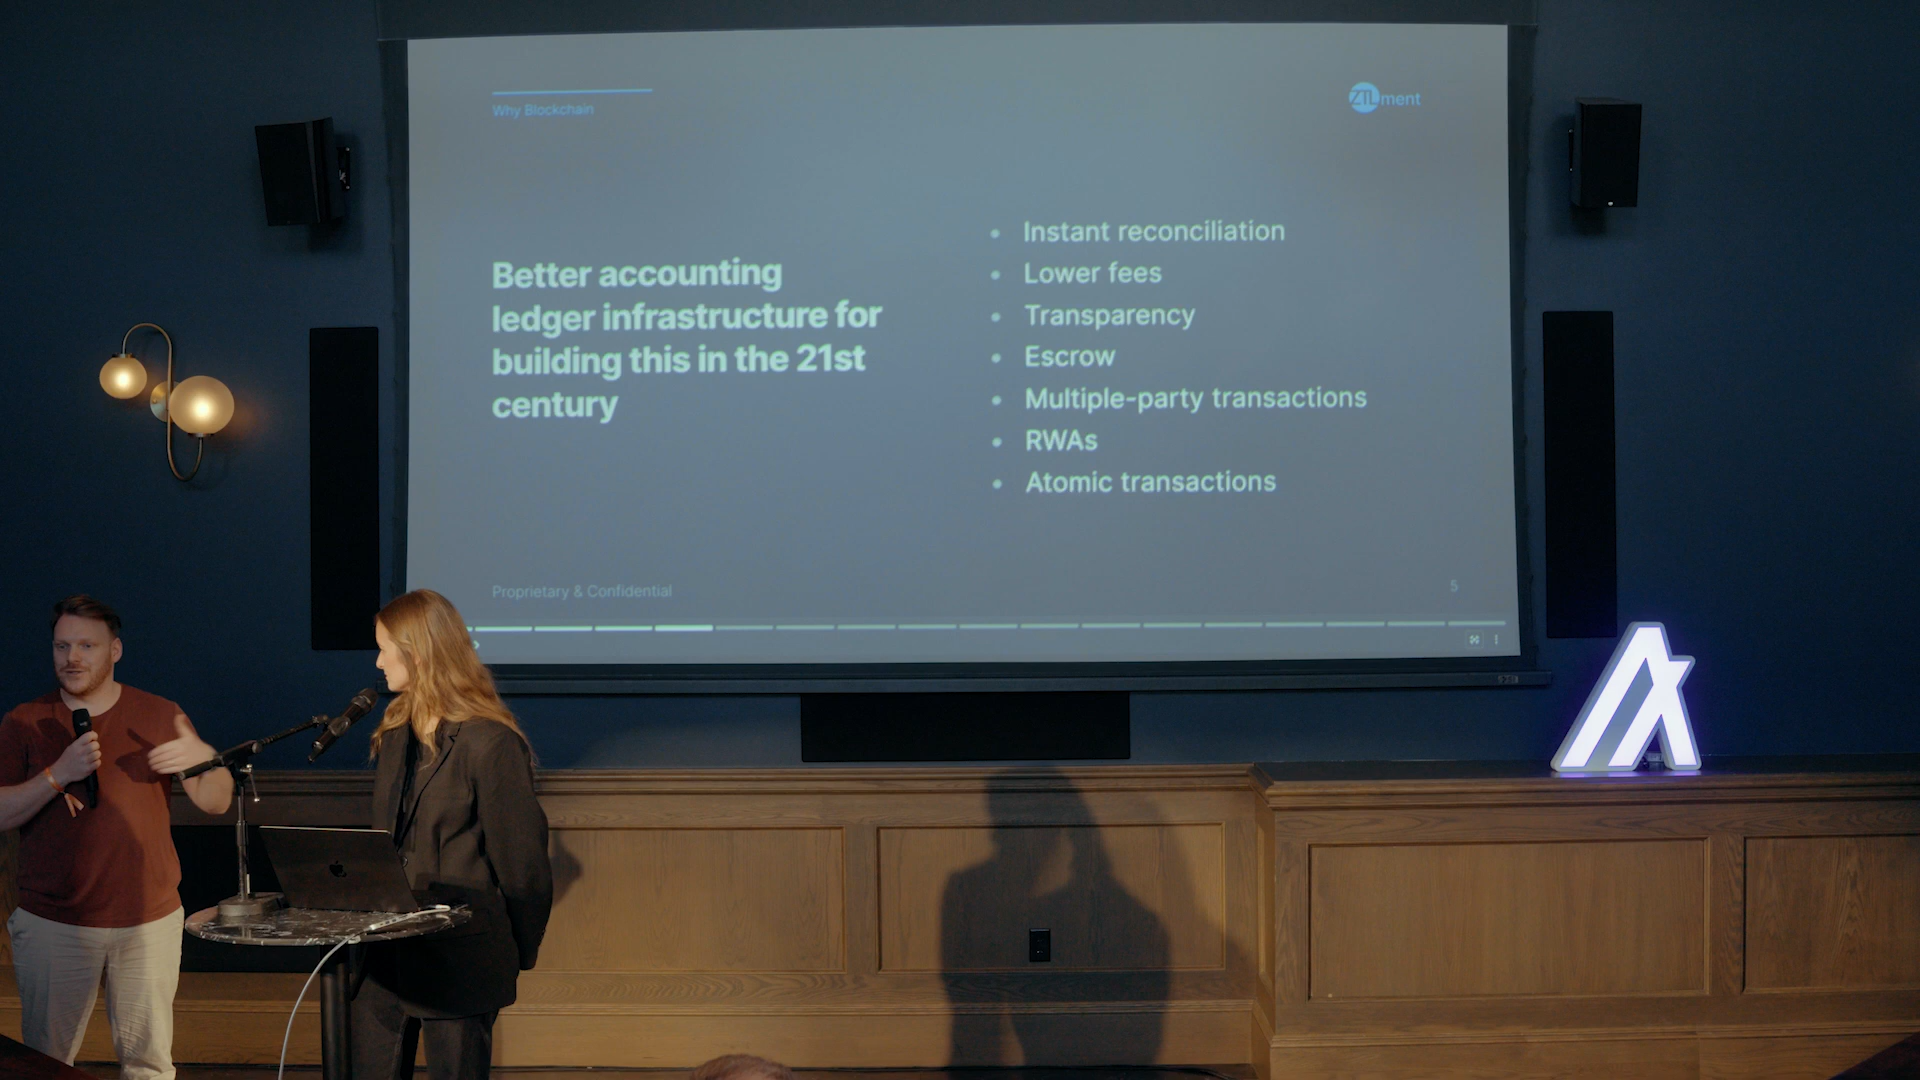 Why Blockchain
ZTLment
Better accounting
ledger infrastructure for
building this in the 21st
century
• Instant reconciliation
• Lower fees
• Transparency
• Escrow
• Multiple-party transactions
• RWAs
• Atomic transactions
Proprietary & Confidential
5